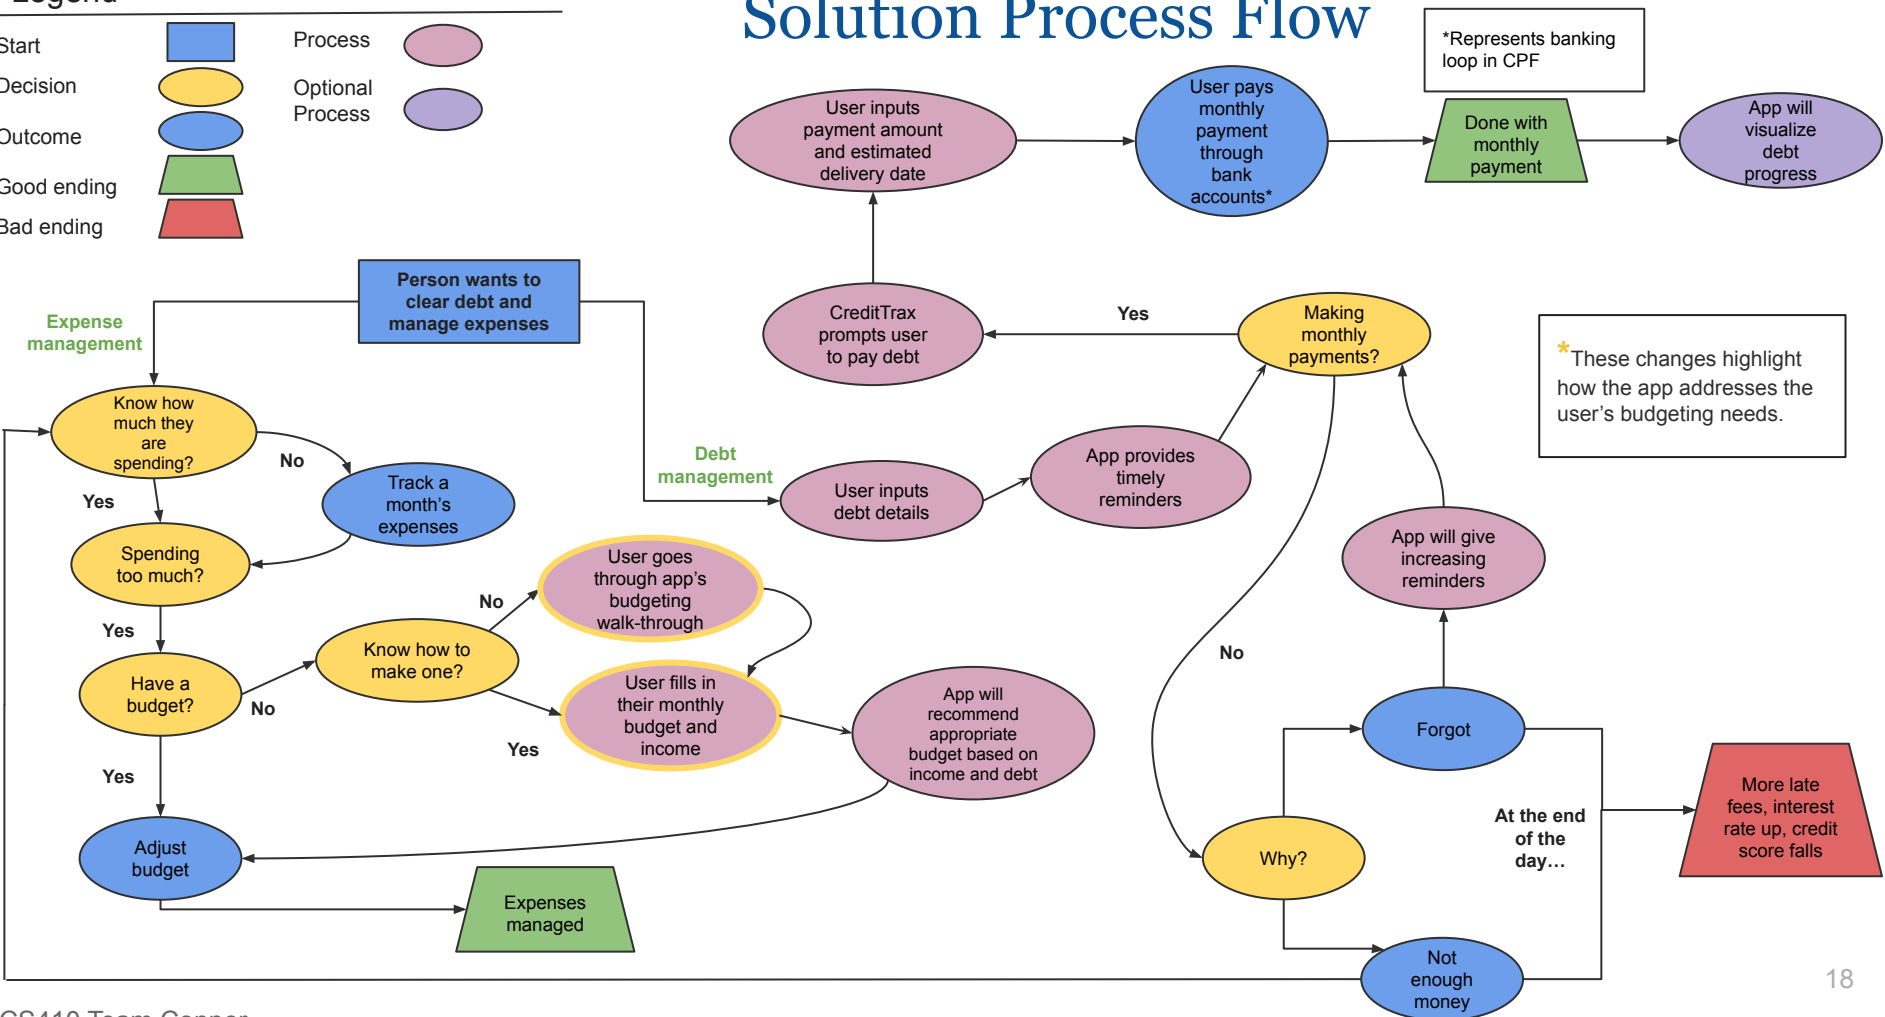 Legend
Solution Process Flow
Start
Process
Decision
Optional
Process
Outcome
Good ending
Bad ending
*Represents banking
loop in CPF
User inputs
payment amount
and estimated
delivery date
User pays
monthly
payment
through
bank
accounts*
Done with
monthly
payment
App will
visualize
debt
progress
Person wants to
clear debt and
manage expenses
Expense
management
CreditTrax
prompts user
to pay debt
Yes
Making
monthly
payments?
*These changes highlight
how the app addresses the
user's budgeting needs.
Know how
much they
are
spending?
No
Yes
Track a
month's
expenses
Debt
management
User inputs
debt details
App provides
timely
reminders
Spending
too much?
Yes
User goes
through app's
budgeting
walk-through
No
App will give
increasing
reminders
Know how to
make one?
No
Have a
budget?
No
User fills in
their monthly
budget and
income
Yes
App will
recommend
appropriate
budget based on
income and debt
Yes
Forgot
At the end
of the
day…
More late
fees, interest
rate up, credit
score falls
Adjust
budget
Why?
Expenses
managed
Not
enough
money
18